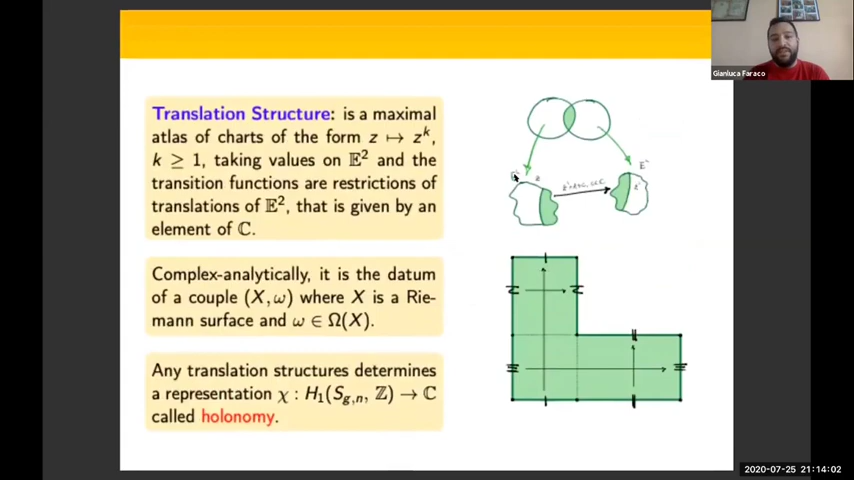 Gianluca Faraco
Translation Structure: is a maximal
atlas of charts of the form z ↦ z^k,
k ≥ 1, taking values on 𝔼² and the
transition functions are restrictions of
translations of 𝔼², that is given by an
element of ℂ.
z
𝔼²
z'
Complex-analytically, it is the datum
of a couple (X, ω) where X is a Rie-
mann surface and ω ∈ Ω(X).
Any translation structures determines
a representation χ : H₁(S_{g,n}, ℤ) → ℂ
called holonomy.
2020-07-25 21:14:02